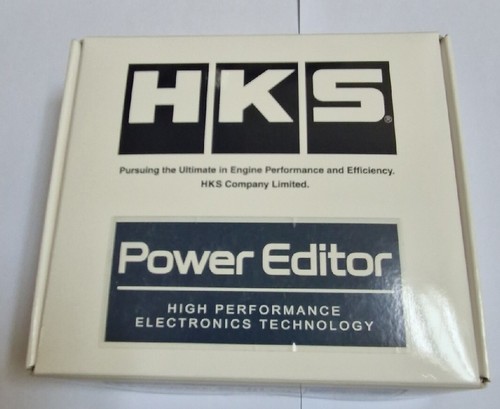 HKS®
Pursuing the Ultimate in Engine Performance and Efficiency.
HKS Company Limited.
Power Editor
HIGH PERFORMANCE
ELECTRONICS TECHNOLOGY